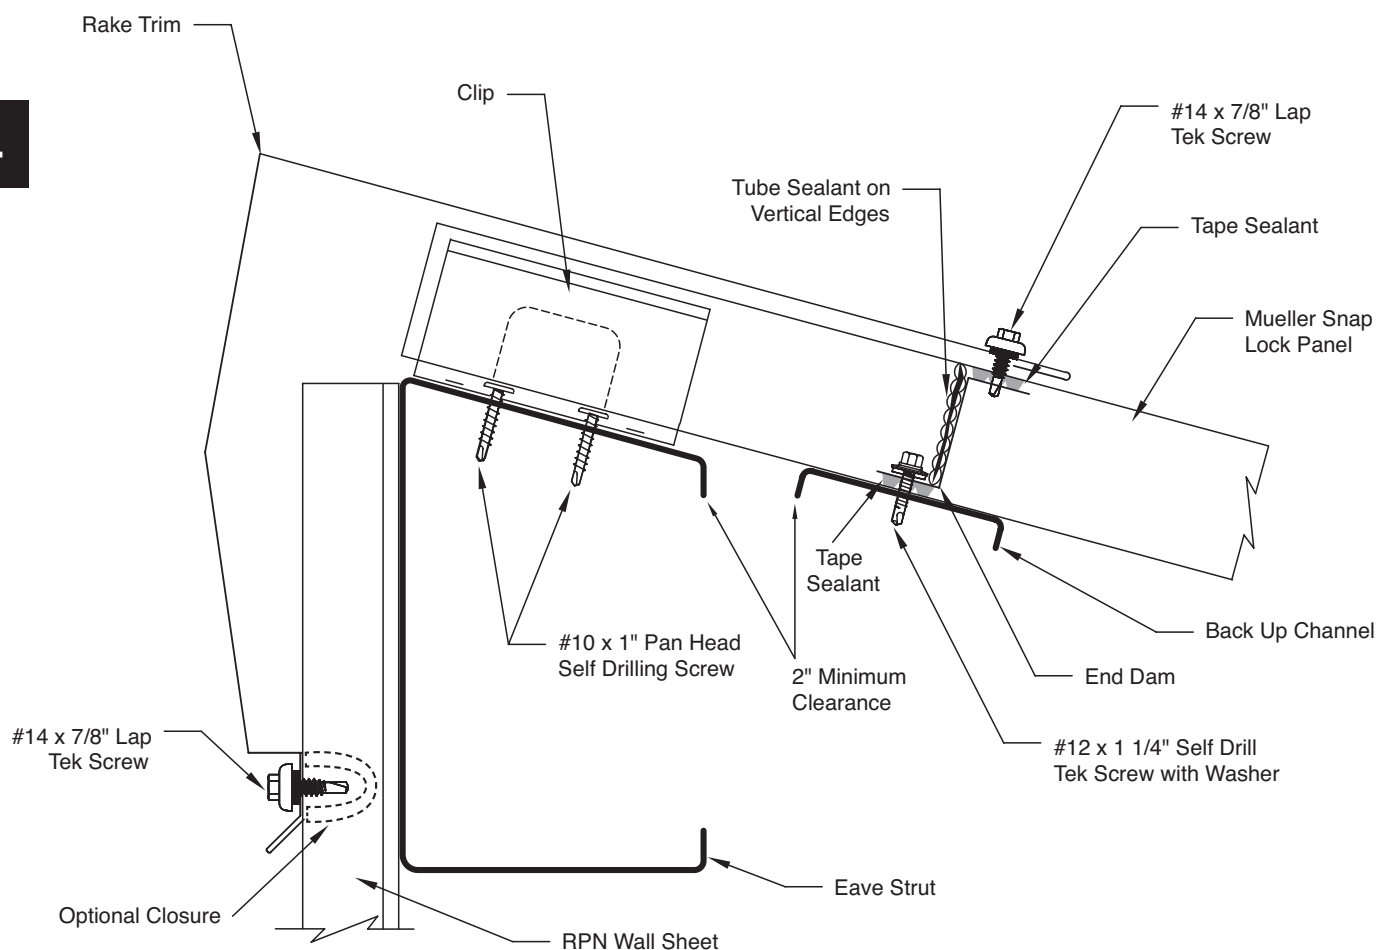 Rake Trim
Clip
#14 x 7/8" Lap
Tek Screw
Tube Sealant on
Vertical Edges
Tape Sealant
Mueller Snap
Lock Panel
Tape
Sealant
#10 x 1" Pan Head
Self Drilling Screw
2" Minimum
Clearance
Back Up Channel
End Dam
#14 x 7/8" Lap
Tek Screw
#12 x 1 1/4" Self Drill
Tek Screw with Washer
Eave Strut
Optional Closure
RPN Wall Sheet